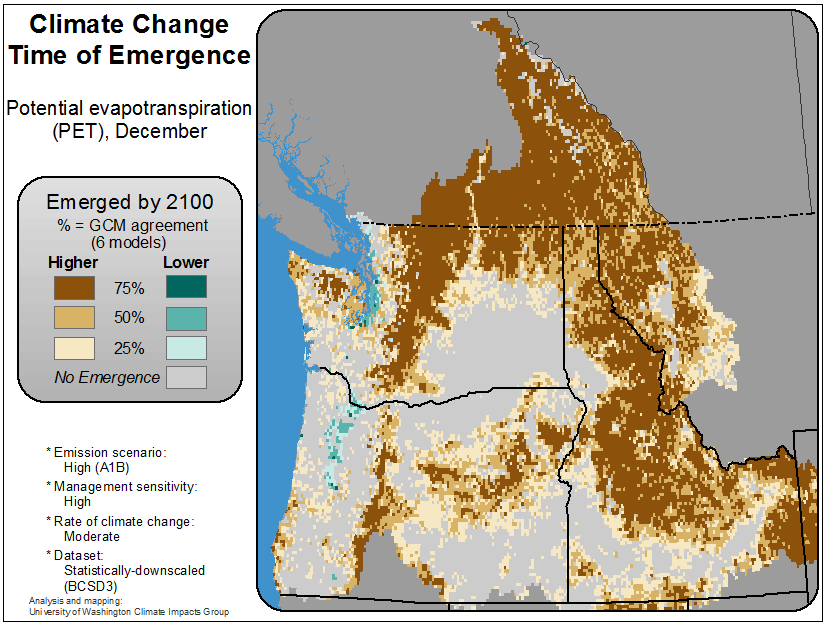 Climate Change
Time of Emergence
Potential evapotranspiration
(PET), December
Emerged by 2100
% = GCM agreement
(6 models)
Higher Lower
75%
50%
25%
No Emergence
* Emission scenario:
High (A1B)
* Management sensitivity:
High
* Rate of climate change:
Moderate
* Dataset:
Statistically-downscaled
(BCSD3)
Analysis and mapping:
University of Washington Climate Impacts Group